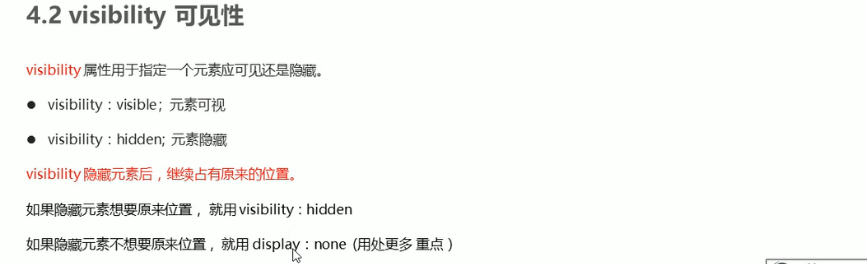 4.2 visibility 可见性
visibility 属性用于指定一个元素应可见还是隐藏。
● visibility：visible；元素可视
● visibility：hidden; 元素隐藏
visibility 隐藏元素后，继续占有原来的位置。
如果隐藏元素想要原来位置，就用 visibility：hidden
如果隐藏元素不想要原来位置，就用 display：none (用处更多 重点）